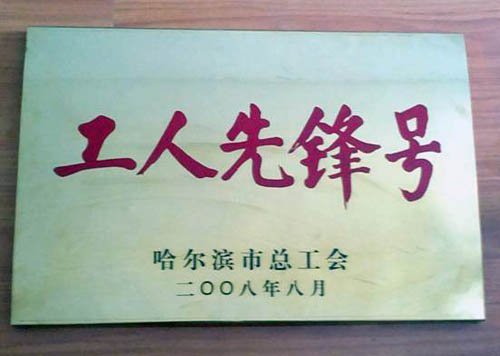 工人先锋号
哈尔滨市总工会
二〇〇八年八月